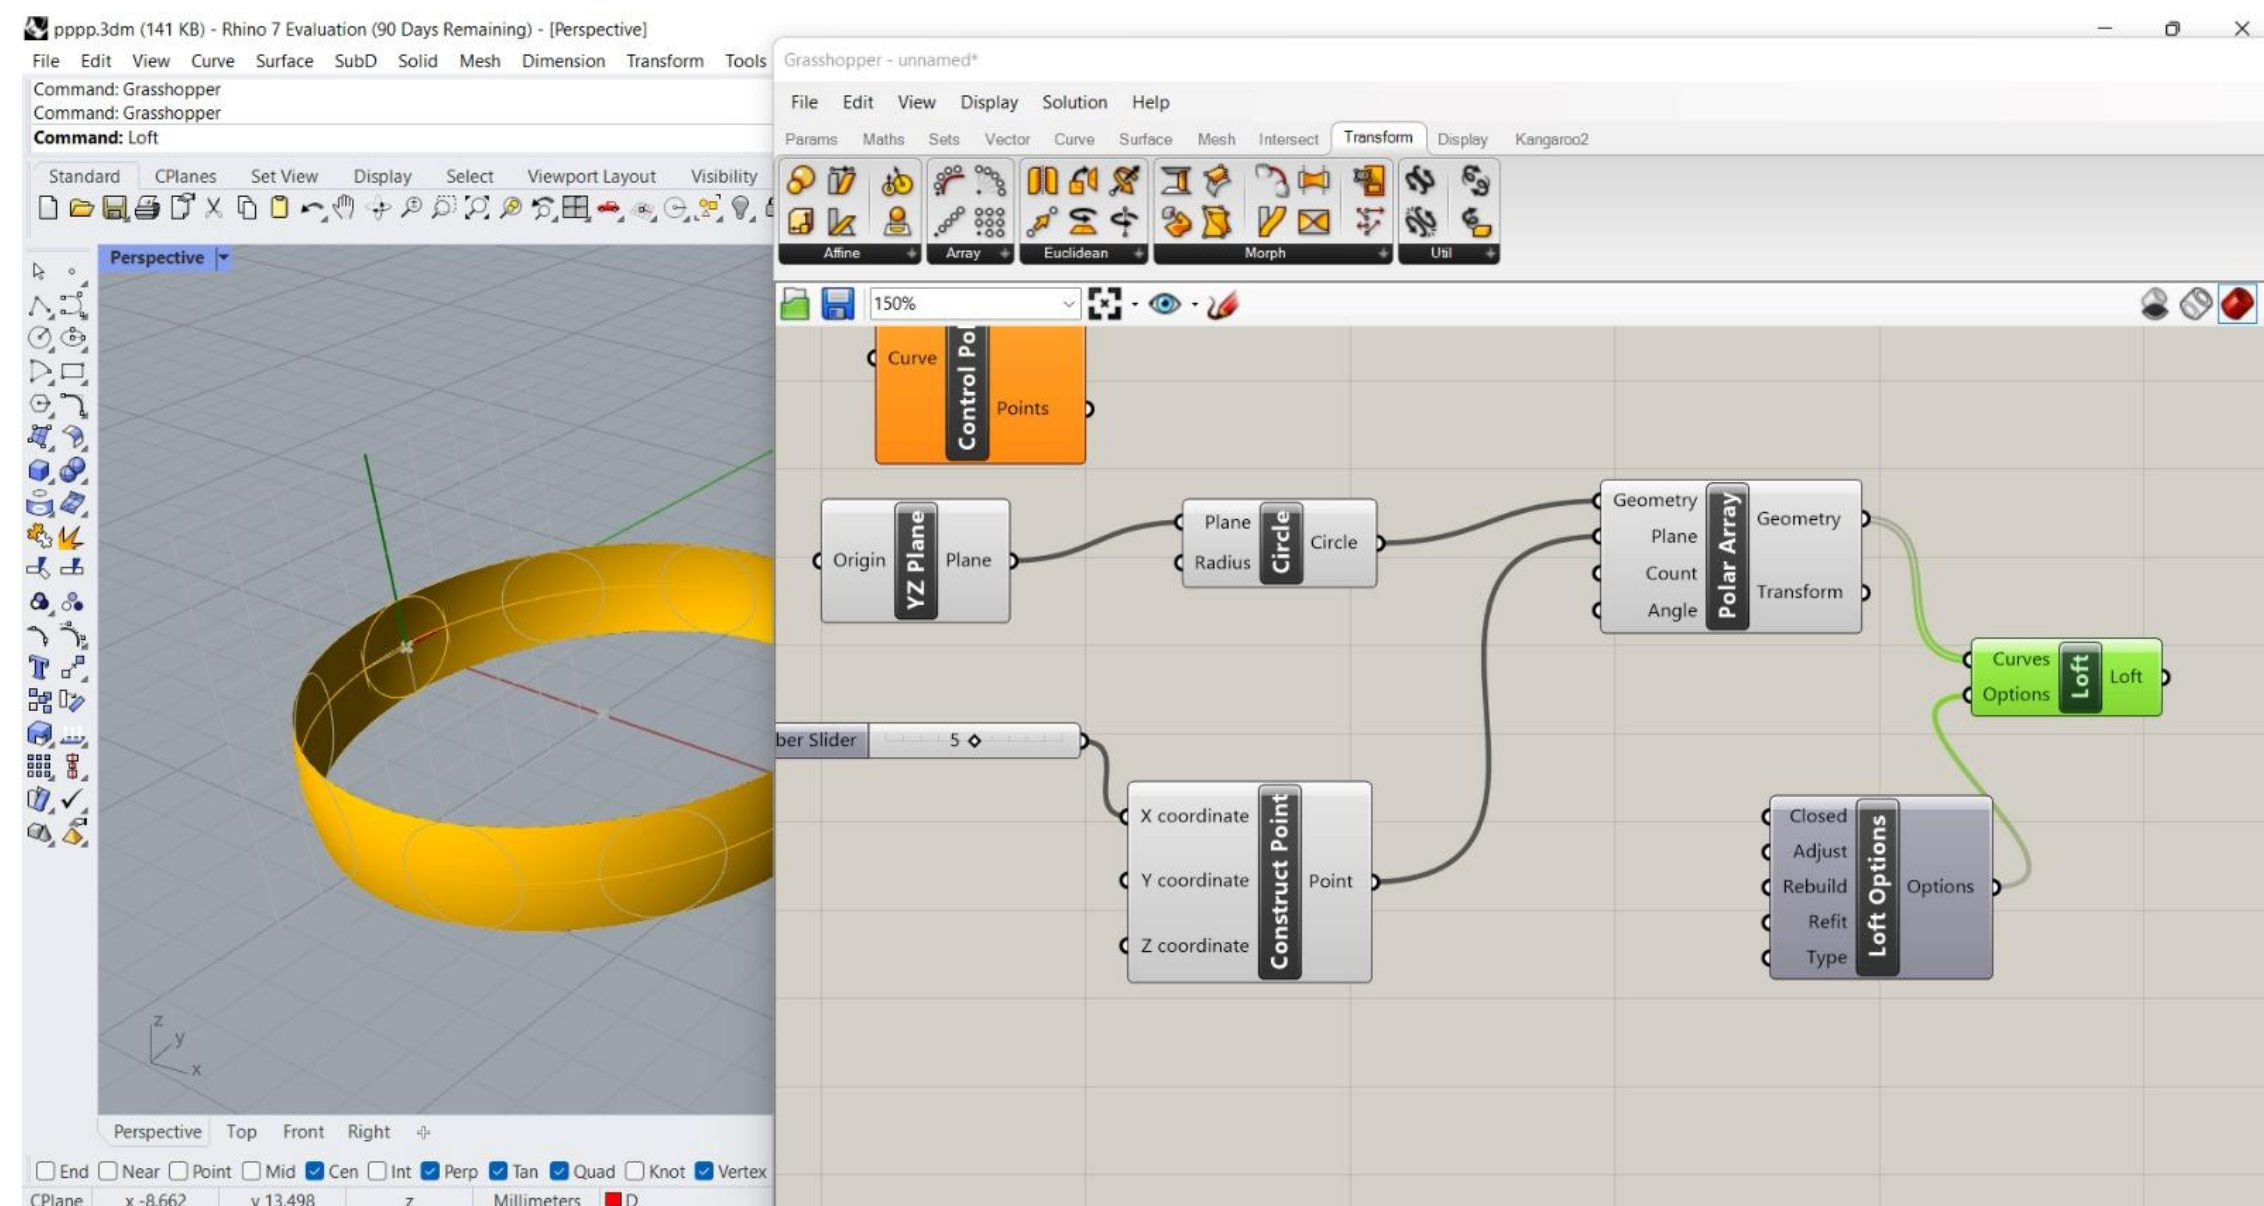 pppp.3dm (141 KB) - Rhino 7 Evaluation (90 Days Remaining) - [Perspective]
File Edit View Curve Surface SubD Solid Mesh Dimension Transform Tools
Command: Grasshopper
Command: Grasshopper
Command: Loft
Standard CPlanes Set View Display Select Viewport Layout Visibility
Perspective
z
y
x
Perspective Top Front Right
End Near Point Mid Cen Int Perp Tan Quad Knot Vertex
CPlane x -8.662 y 13.498 z Millimeters D
Grasshopper - unnamed*
File Edit View Display Solution Help
Params Maths Sets Vector Curve Surface Mesh Intersect Transform Display Kangaroo2
Affine Array Euclidean Morph Util
150%
Curve
Control Poi
Points
Origin
YZ Plane
Plane
Plane
Radius
Circle
Circle
Geometry
Plane
Count
Angle
Polar Array
Geometry
Transform
Curves
Options
Loft
Loft
ber Slider 5
X coordinate
Y coordinate
Z coordinate
Construct Point
Point
Closed
Adjust
Rebuild
Refit
Type
Loft Options
Options